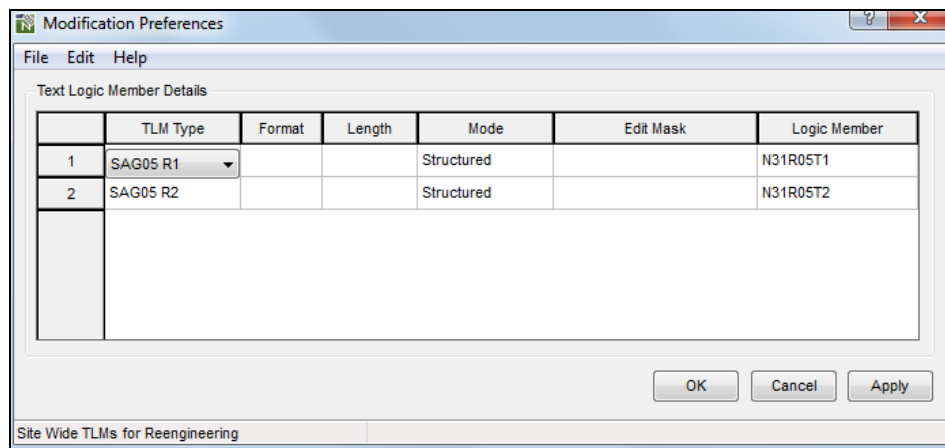 Modification Preferences
File Edit Help
Text Logic Member Details
TLM Type Format Length Mode Edit Mask Logic Member
1 SAG05 R1 Structured N31R05T1
2 SAG05 R2 Structured N31R05T2
OK Cancel Apply
Site Wide TLMs for Reengineering